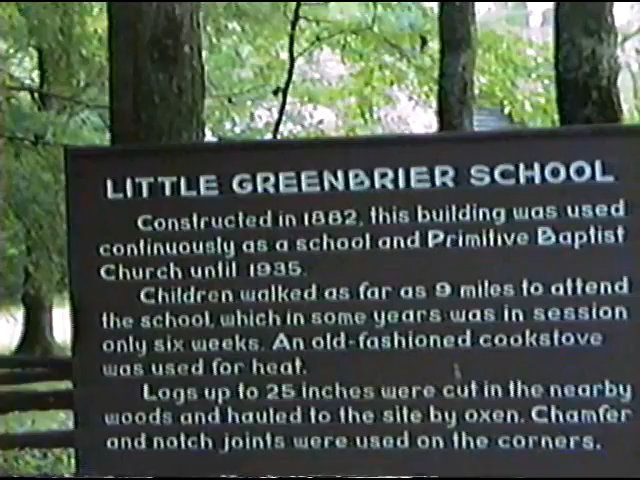 LITTLE GREENBRIER SCHOOL
Constructed in 1882, this building was used
continuously as a school and Primitive Baptist
Church until 1935.
Children walked as far as 9 miles to attend
the school, which in some years was in session
only six weeks. An old-fashioned cookstove
was used for heat.
Logs up to 25 inches were cut in the nearby
woods and hauled to the site by oxen. Chamfer
and notch joints were used on the corners.